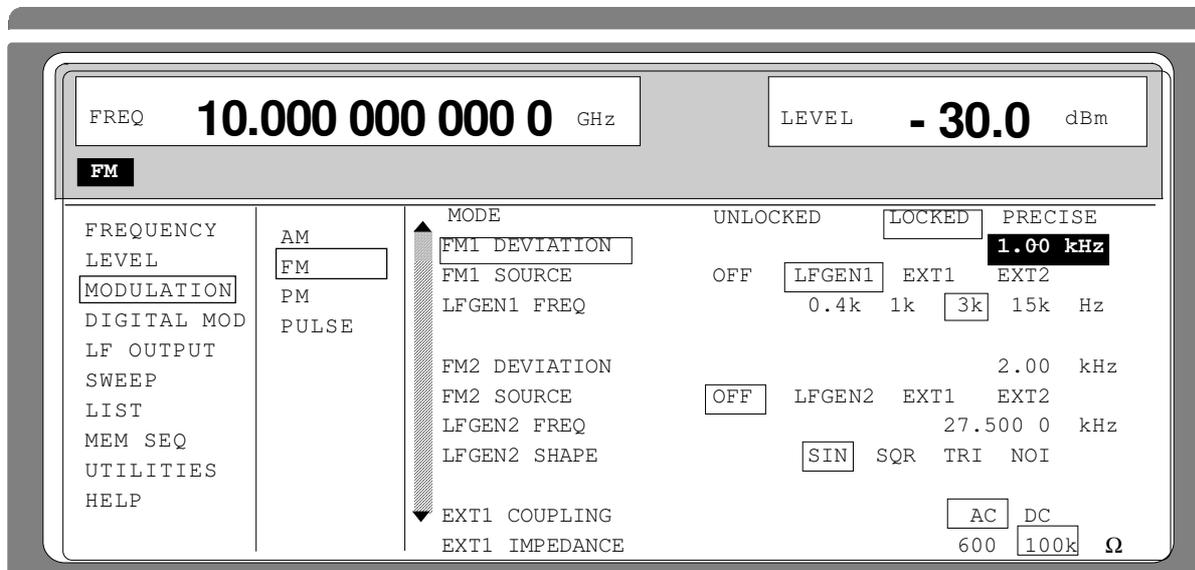 FREQ 10.000 000 000 0 GHz LEVEL - 30.0 dBm
FM
FREQUENCY
LEVEL
MODULATION
DIGITAL MOD
LF OUTPUT
SWEEP
LIST
MEM SEQ
UTILITIES
HELP
AM
FM
PM
PULSE
MODE UNLOCKED LOCKED PRECISE
FM1 DEVIATION 1.00 kHz
FM1 SOURCE OFF LFGEN1 EXT1 EXT2
LFGEN1 FREQ 0.4k 1k 3k 15k Hz
FM2 DEVIATION 2.00 kHz
FM2 SOURCE OFF LFGEN2 EXT1 EXT2
LFGEN2 FREQ 27.500 0 kHz
LFGEN2 SHAPE SIN SQR TRI NOI
EXT1 COUPLING AC DC
EXT1 IMPEDANCE 600 100k Ω